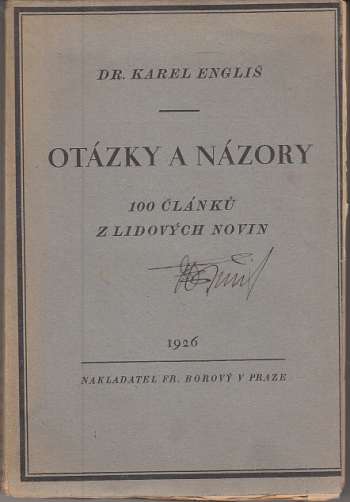 DR. KAREL ENGLIŠ
OTÁZKY A NÁZORY
100 ČLÁNKŮ
Z LIDOVÝCH NOVIN
1926
NAKLADATEL FR. BOROVÝ V PRAZE